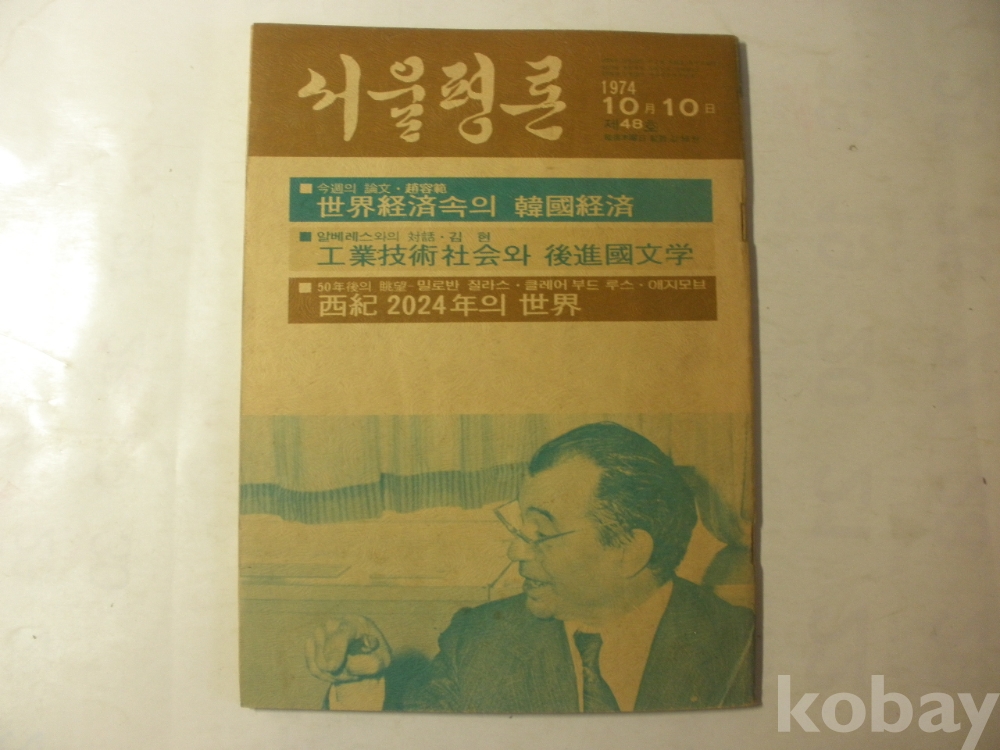 서울평론
1974
10月10日
제48호
■ 今週의 論文·趙容範
世界経済속의 韓國経済
■ 알베레스와의 対話·김 현
工業技術社会와 後進國文学
■ 50年後의 眺望-밀로반 질라스·클레어 부드 루스·애지모브
西紀 2024年의 世界
kobay